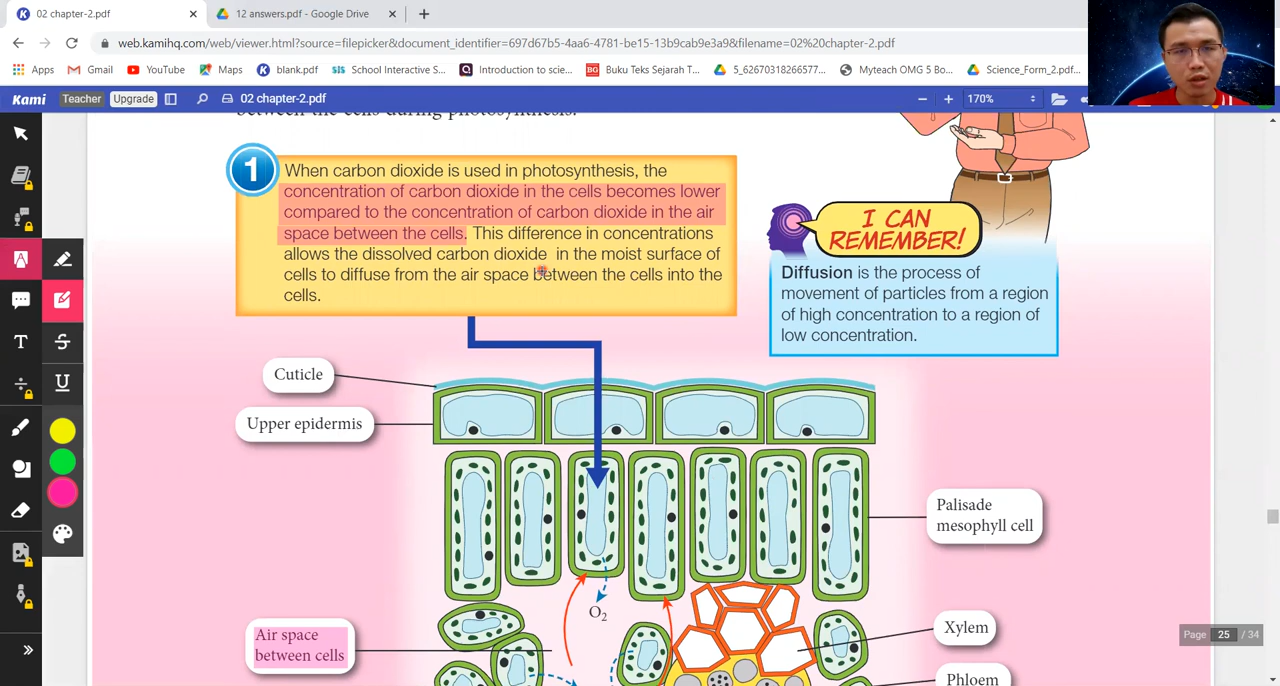 02 chapter-2.pdf
12 answers.pdf - Google Drive
web.kamihq.com/web/viewer.html?source=filepicker&document_identifier=697d67b5-4aa6-4781-be15-13b9cab9e3a9&filename=02%20chapter-2.pdf
Apps
Gmail
YouTube
Maps
blank.pdf
School Interactive S...
Introduction to scie...
Buku Teks Sejarah T...
5_62670318266577...
Myteach OMG 5 Bo...
Science_Form_2.pdf...
Kami
Teacher
Upgrade
02 chapter-2.pdf
170%
between the cells during photosynthesis.
1
When carbon dioxide is used in photosynthesis, the
concentration of carbon dioxide in the cells becomes lower
compared to the concentration of carbon dioxide in the air
space between the cells. This difference in concentrations
allows the dissolved carbon dioxide in the moist surface of
cells to diffuse from the air space between the cells into the
cells.
I CAN
REMEMBER!
Diffusion is the process of
movement of particles from a region
of high concentration to a region of
low concentration.
Cuticle
Upper epidermis
Palisade
mesophyll cell
O₂
Air space
between cells
Xylem
Phloem
Page 25 / 34